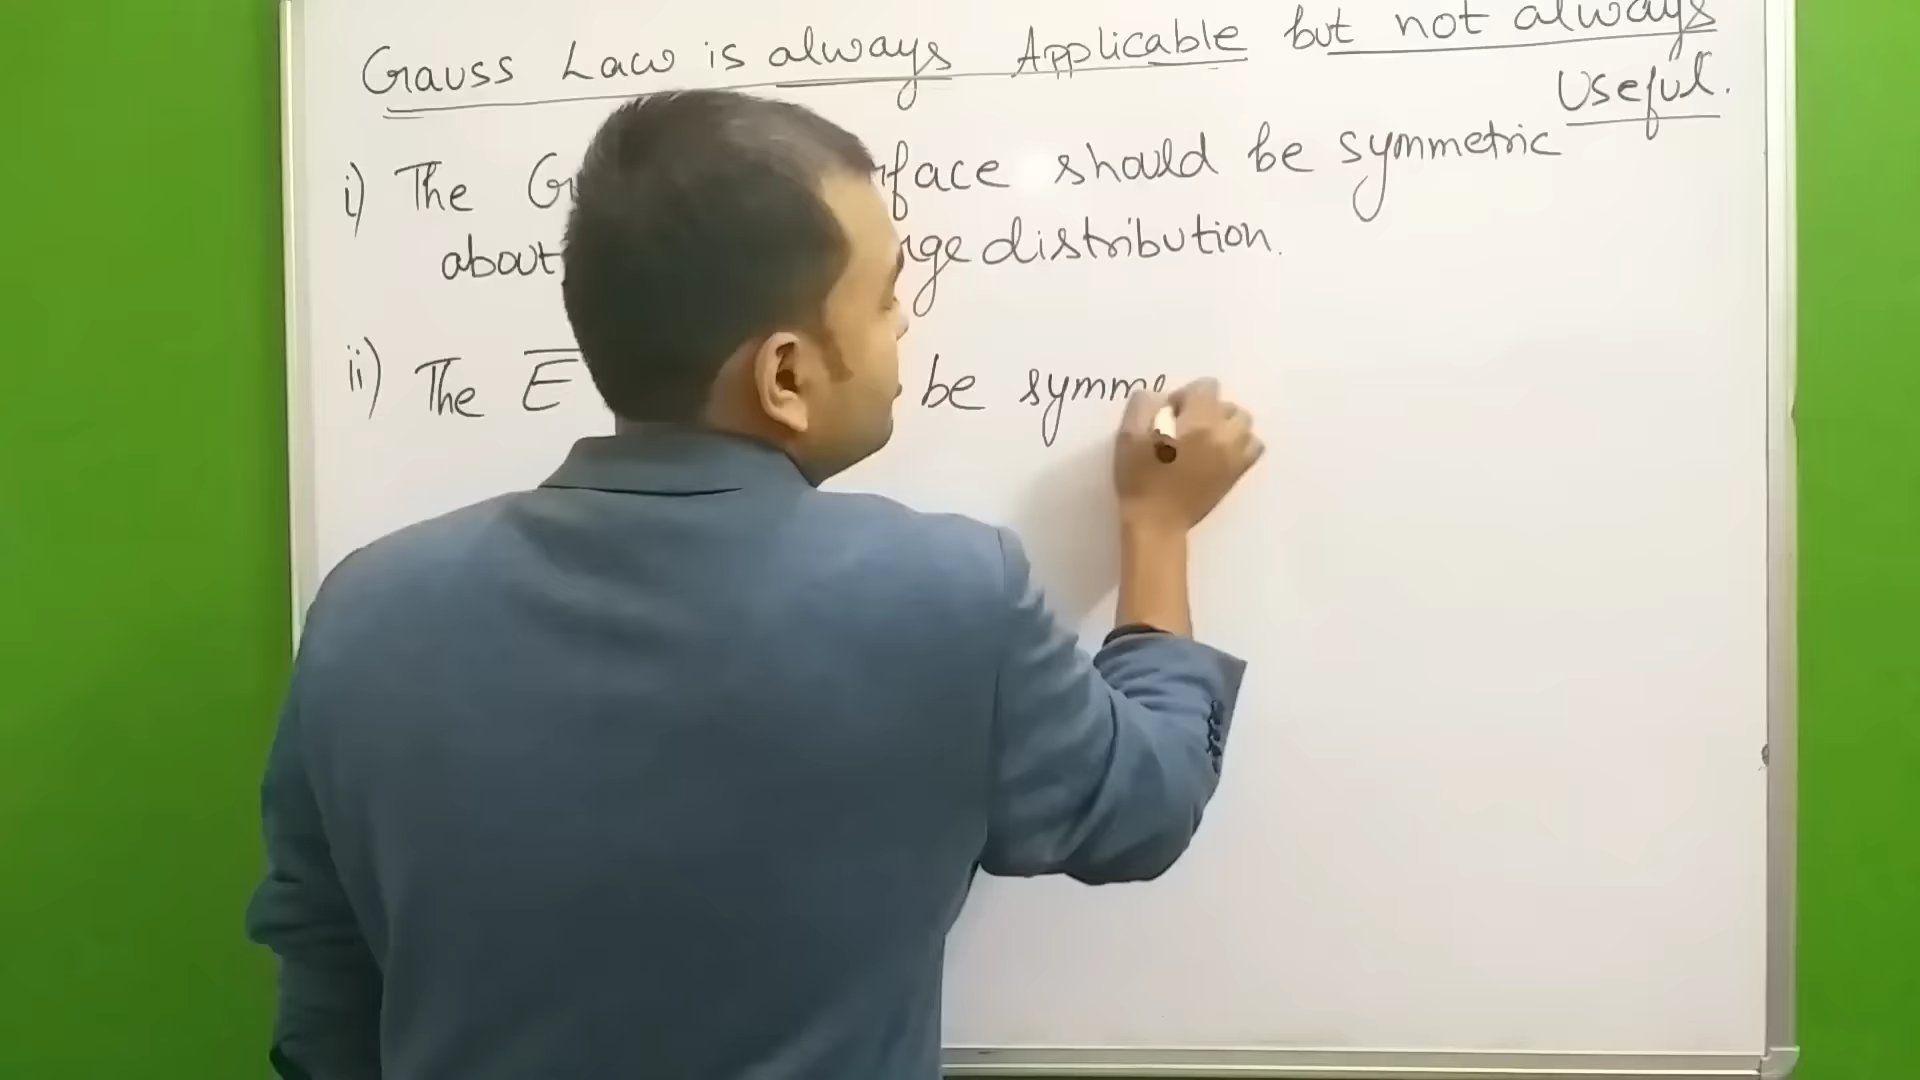 Gauss Law is always Applicable but not always
Useful.
i) The face should be symmetric
about distribution.
ii) The E be symme